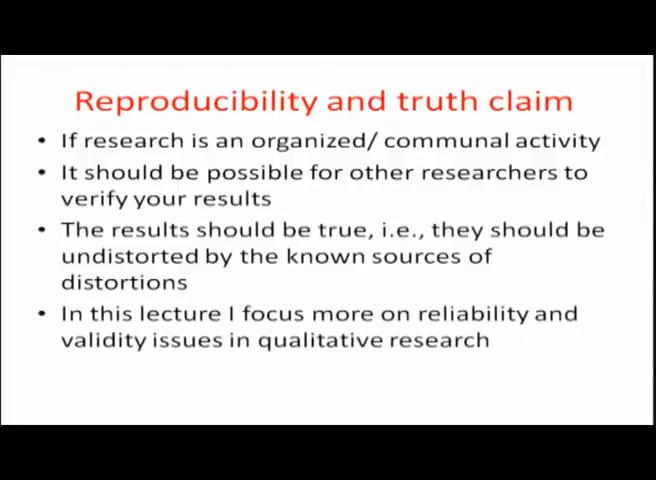 Reproducibility and truth claim
• If research is an organized/ communal activity
• It should be possible for other researchers to
verify your results
• The results should be true, i.e., they should be
undistorted by the known sources of
distortions
• In this lecture I focus more on reliability and
validity issues in qualitative research